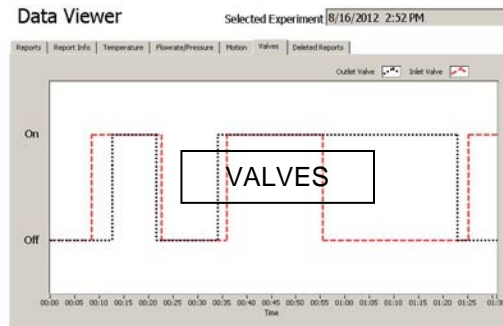 Data Viewer
Selected Experiment 8/16/2012 2:52 PM
Reports Report Info Temperature Flowrate/Pressure Motion Valves Deleted Reports
Outlet Valve Inlet Valve
On
VALVES
Off
00:00 00:05 00:10 00:15 00:20 00:25 00:30 00:35 00:40 00:45 00:50 00:55 01:00 01:05 01:10 01:15 01:20 01:25
Time